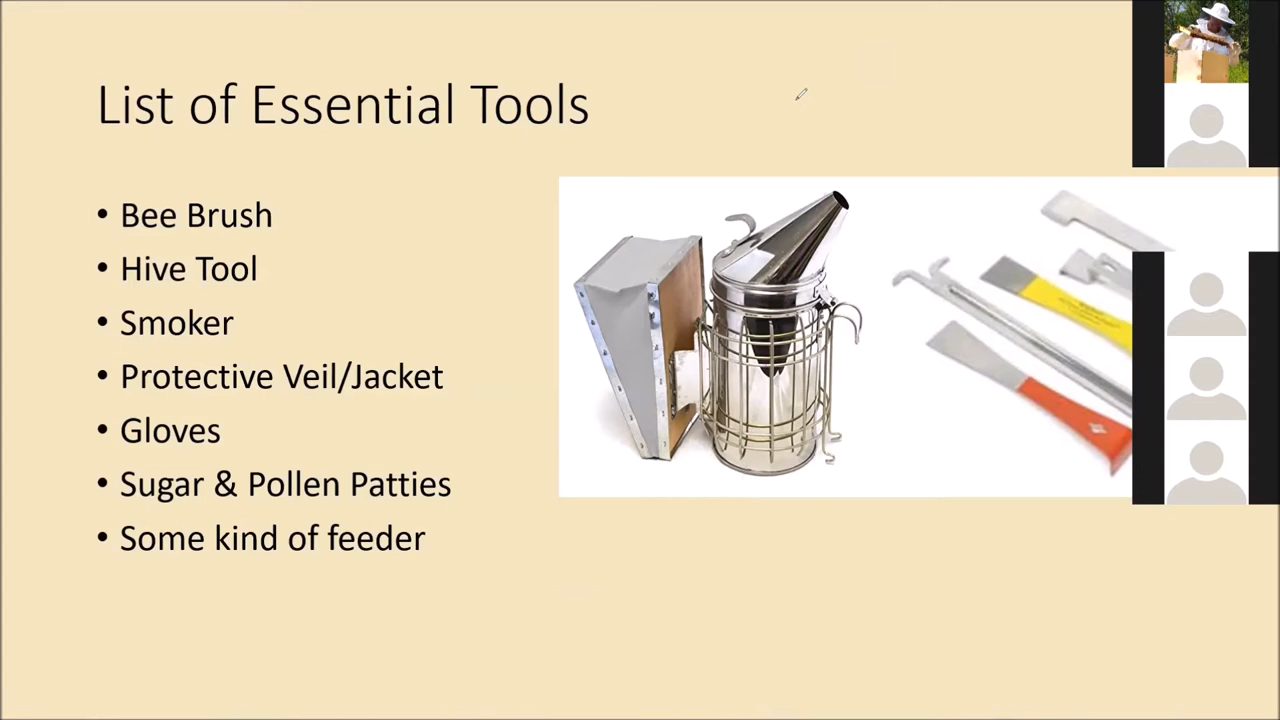 List of Essential Tools
• Bee Brush
• Hive Tool
• Smoker
• Protective Veil/Jacket
• Gloves
• Sugar & Pollen Patties
• Some kind of feeder